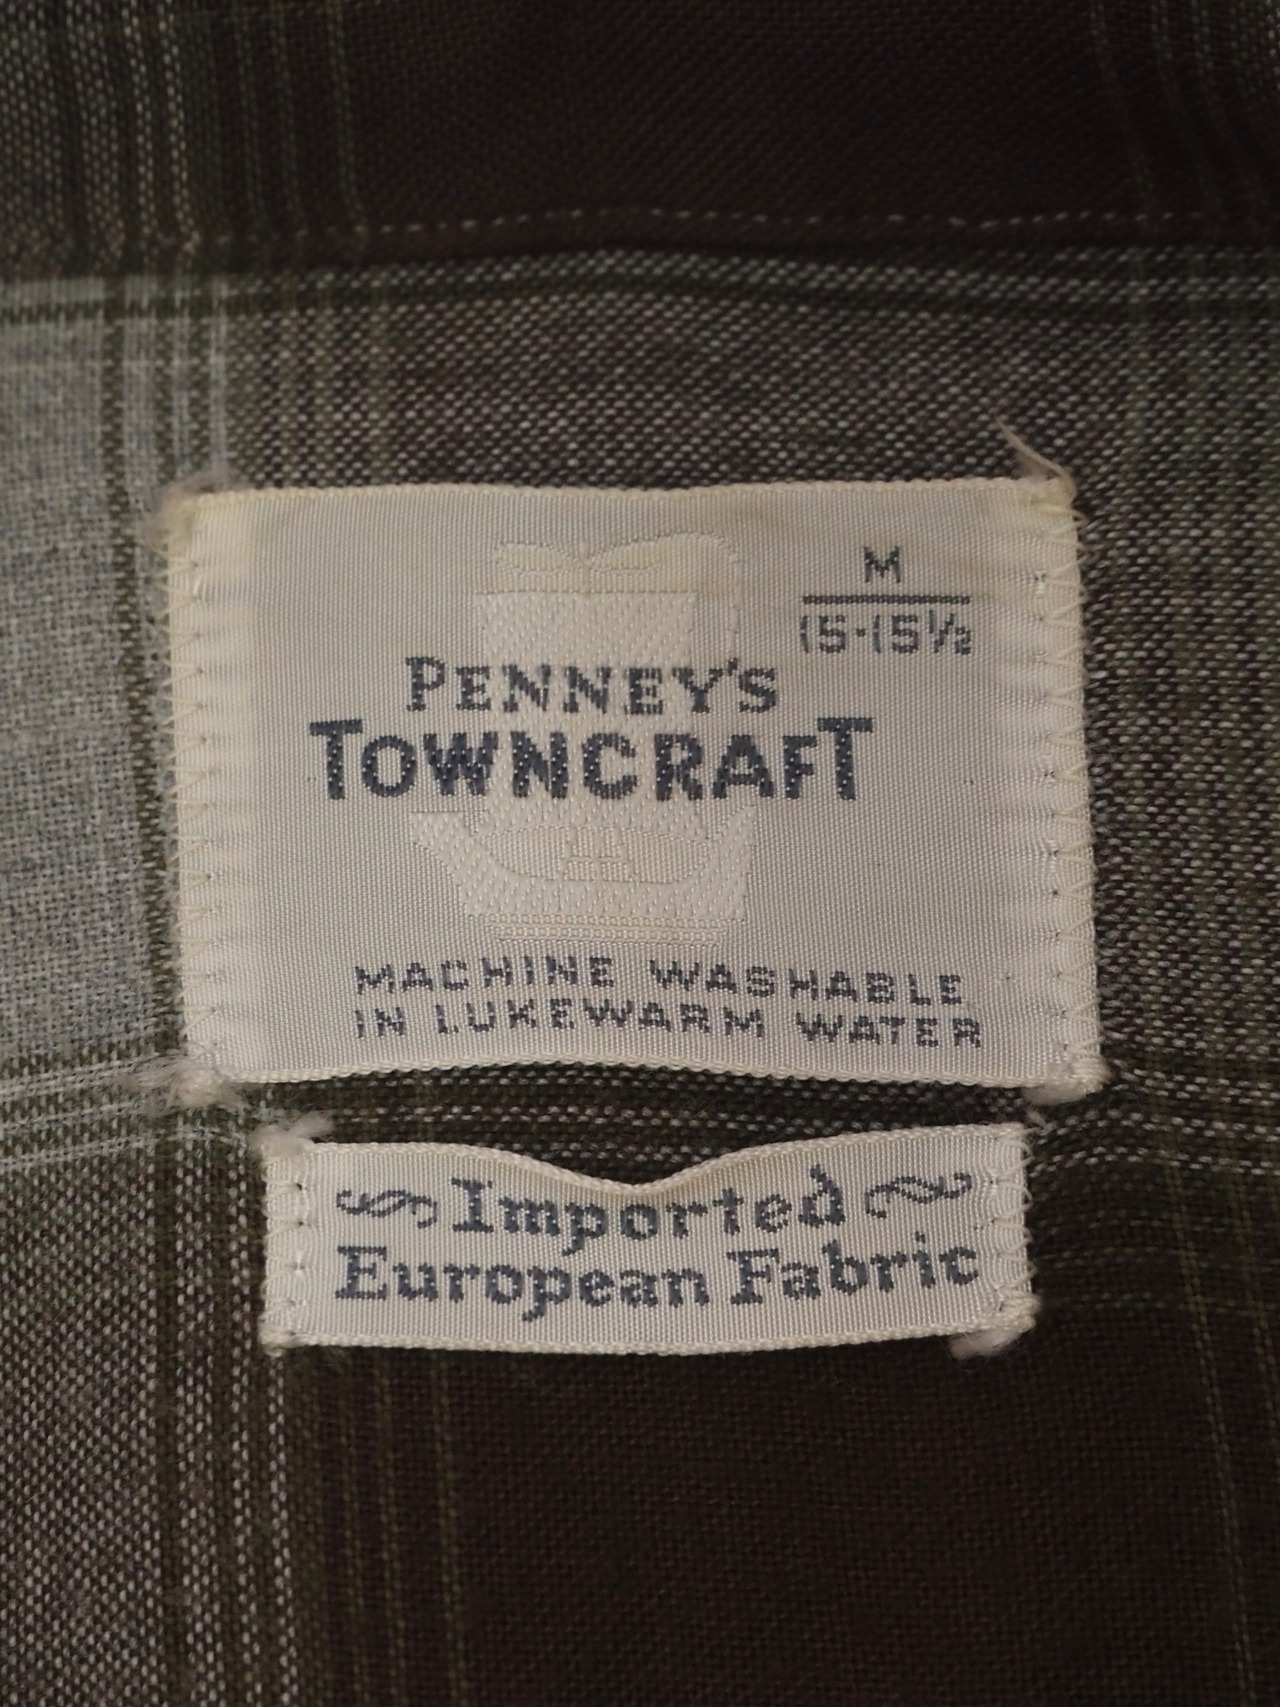 M
15-15½
PENNEY'S
TOWNCRAFT
MACHINE WASHABLE
IN LUKEWARM WATER
Imported
European Fabric